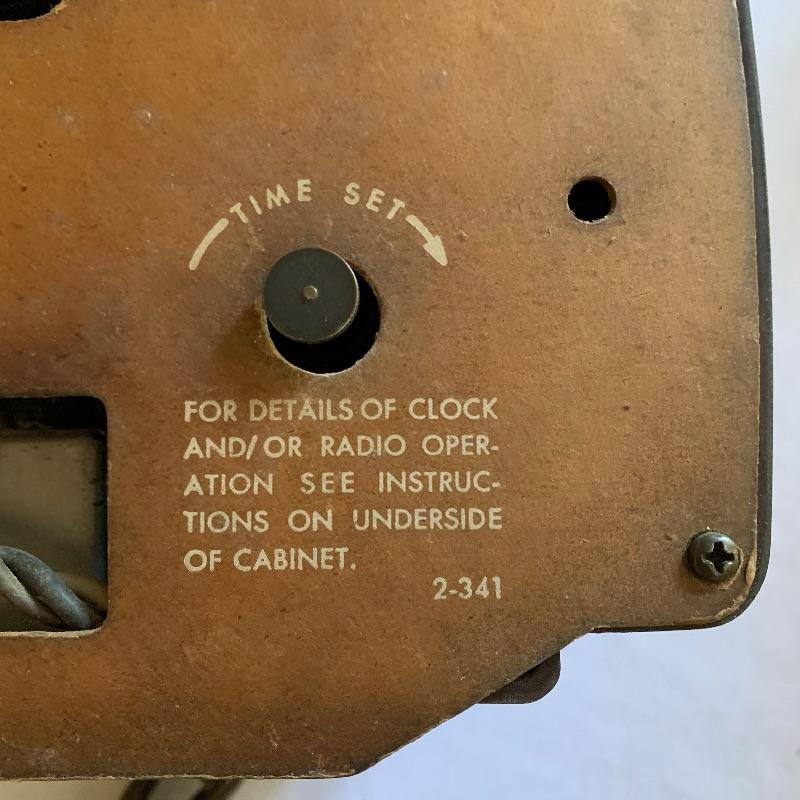 TIME SET
FOR DETAILS OF CLOCK
AND/OR RADIO OPER-
ATION SEE INSTRUC-
TIONS ON UNDERSIDE
OF CABINET.
2-341